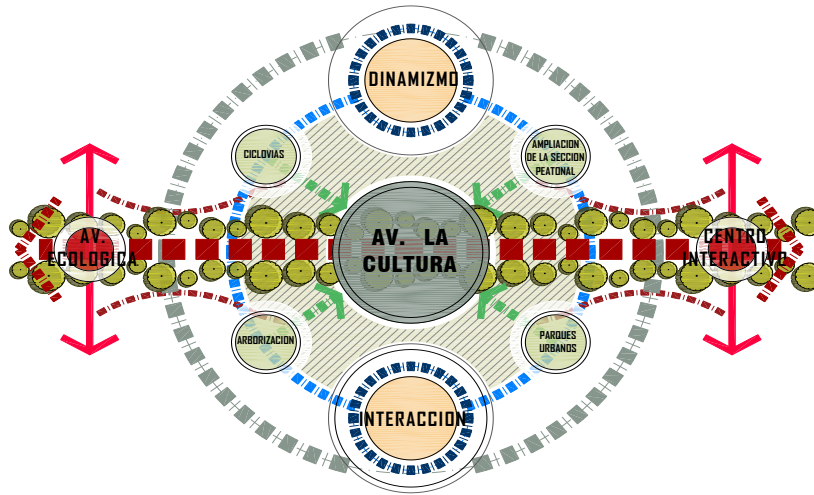 DINAMIZMO
CICLOVIAS
AMPLIACION
DE LA SECCION
PEATONAL
AV.
ECOLOGICA
AV. LA
CULTURA
CENTRO
INTERACTIVO
ARBORIZACION
PARQUES
URBANOS
INTERACCION